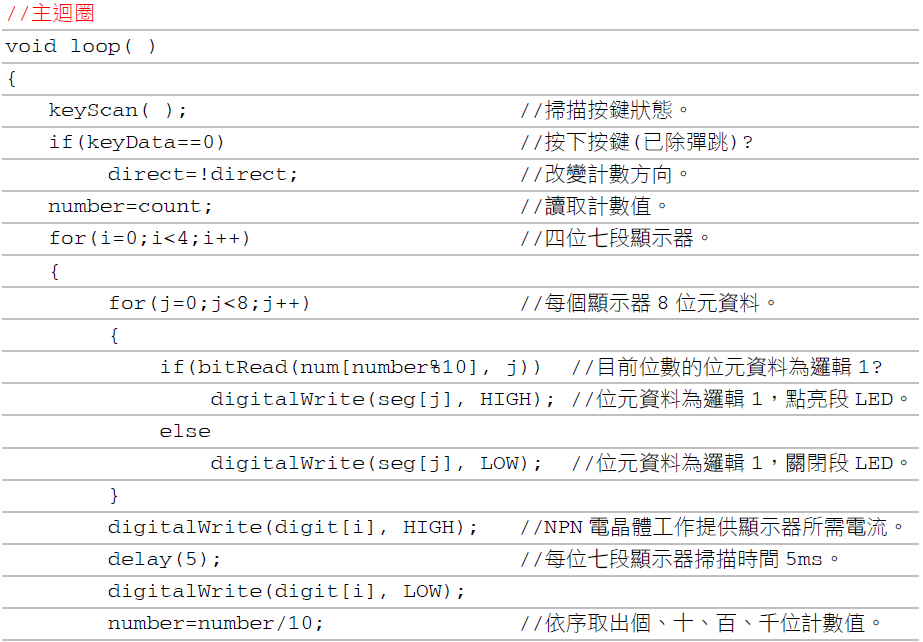 //主迴圈
void loop( )
{
keyScan( ); //掃描按鍵狀態。
if(keyData==0) //按下按鍵(已除彈跳)?
direct=!direct; //改變計數方向。
number=count; //讀取計數值。
for(i=0;i<4;i++) //四位七段顯示器。
{
for(j=0;j<8;j++) //每個顯示器 8 位元資料。
{
if(bitRead(num[number%10], j)) //目前位數的位元資料為邏輯 1?
digitalWrite(seg[j], HIGH); //位元資料為邏輯 1，點亮段 LED。
else
digitalWrite(seg[j], LOW); //位元資料為邏輯 1，關閉段 LED。
}
digitalWrite(digit[i], HIGH); //NPN 電晶體工作提供顯示器所需電流。
delay(5); //每位七段顯示器掃描時間 5ms。
digitalWrite(digit[i], LOW);
number=number/10; //依序取出個、十、百、千位計數值。